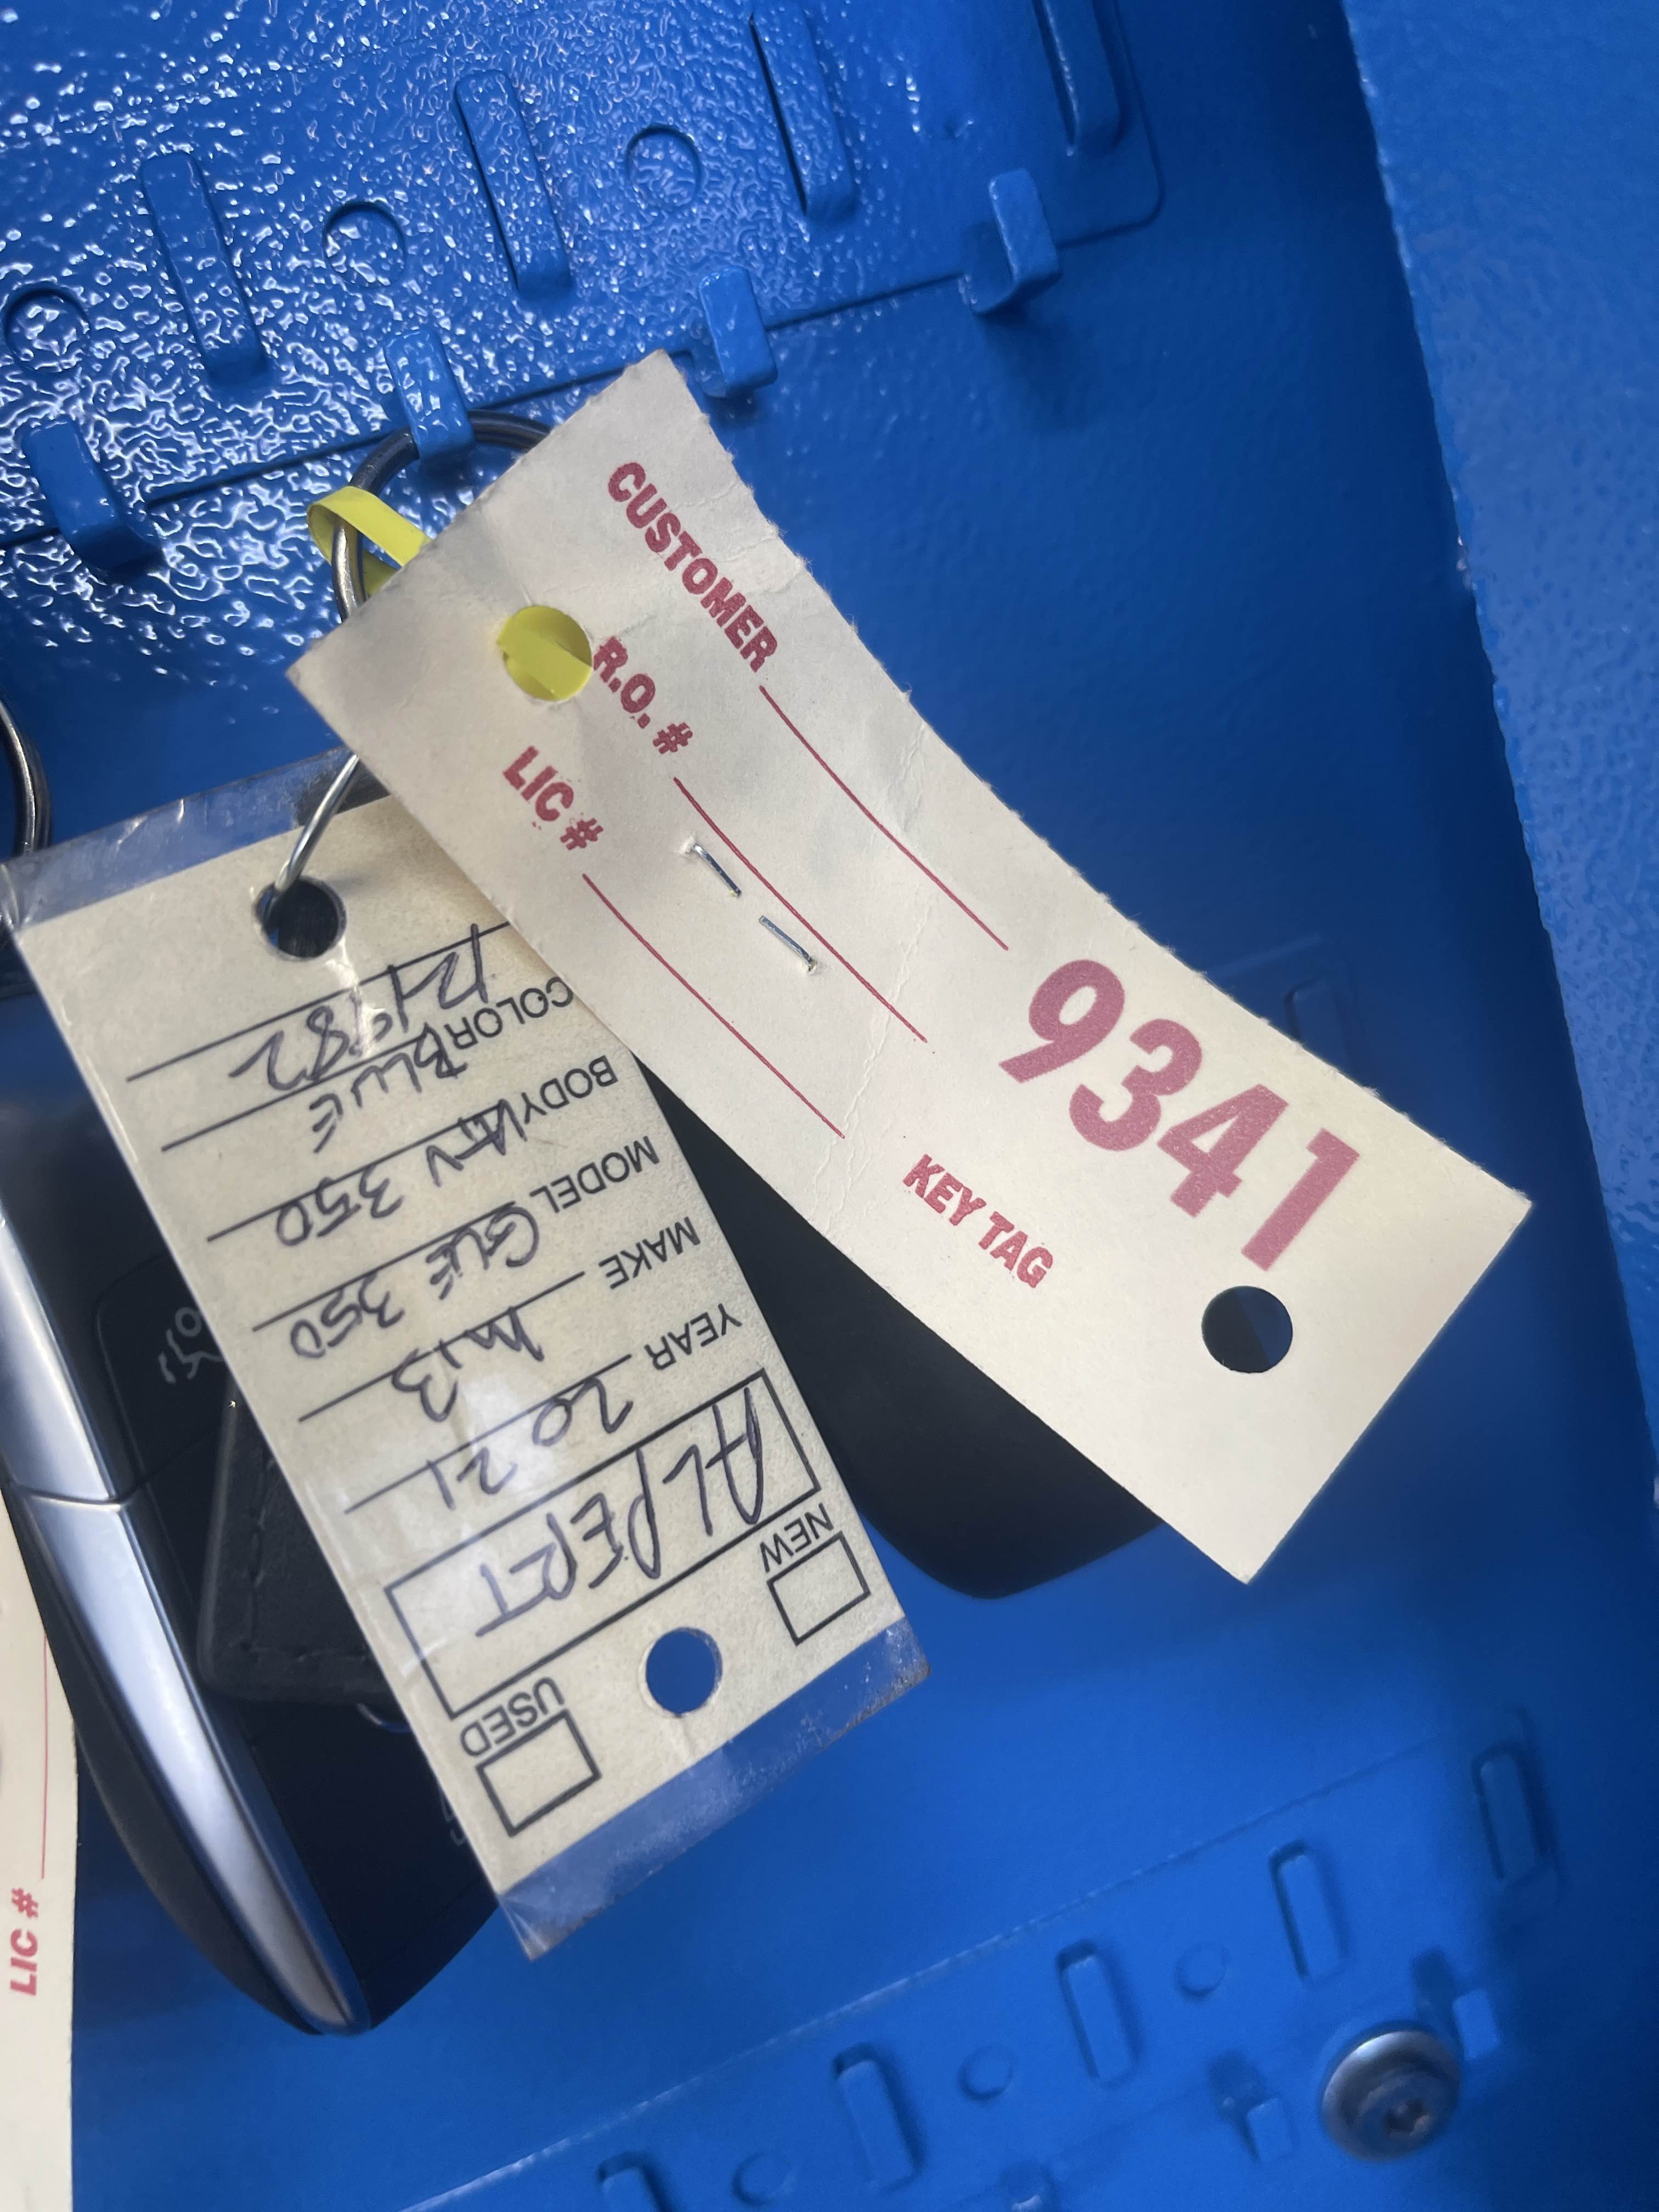 CUSTOMER
R.O. #
LIC #
9341
KEY TAG
NEW
USED
ALPERT
YEAR 2021
MAKE MB
MODEL GLE 350
BODY 350
COLOR BLUE
LIC #